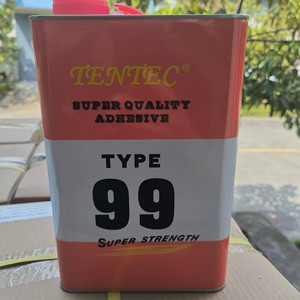 TENTEC®
SUPER QUALITY
ADHESIVE
TYPE
99
SUPER STRENGTH